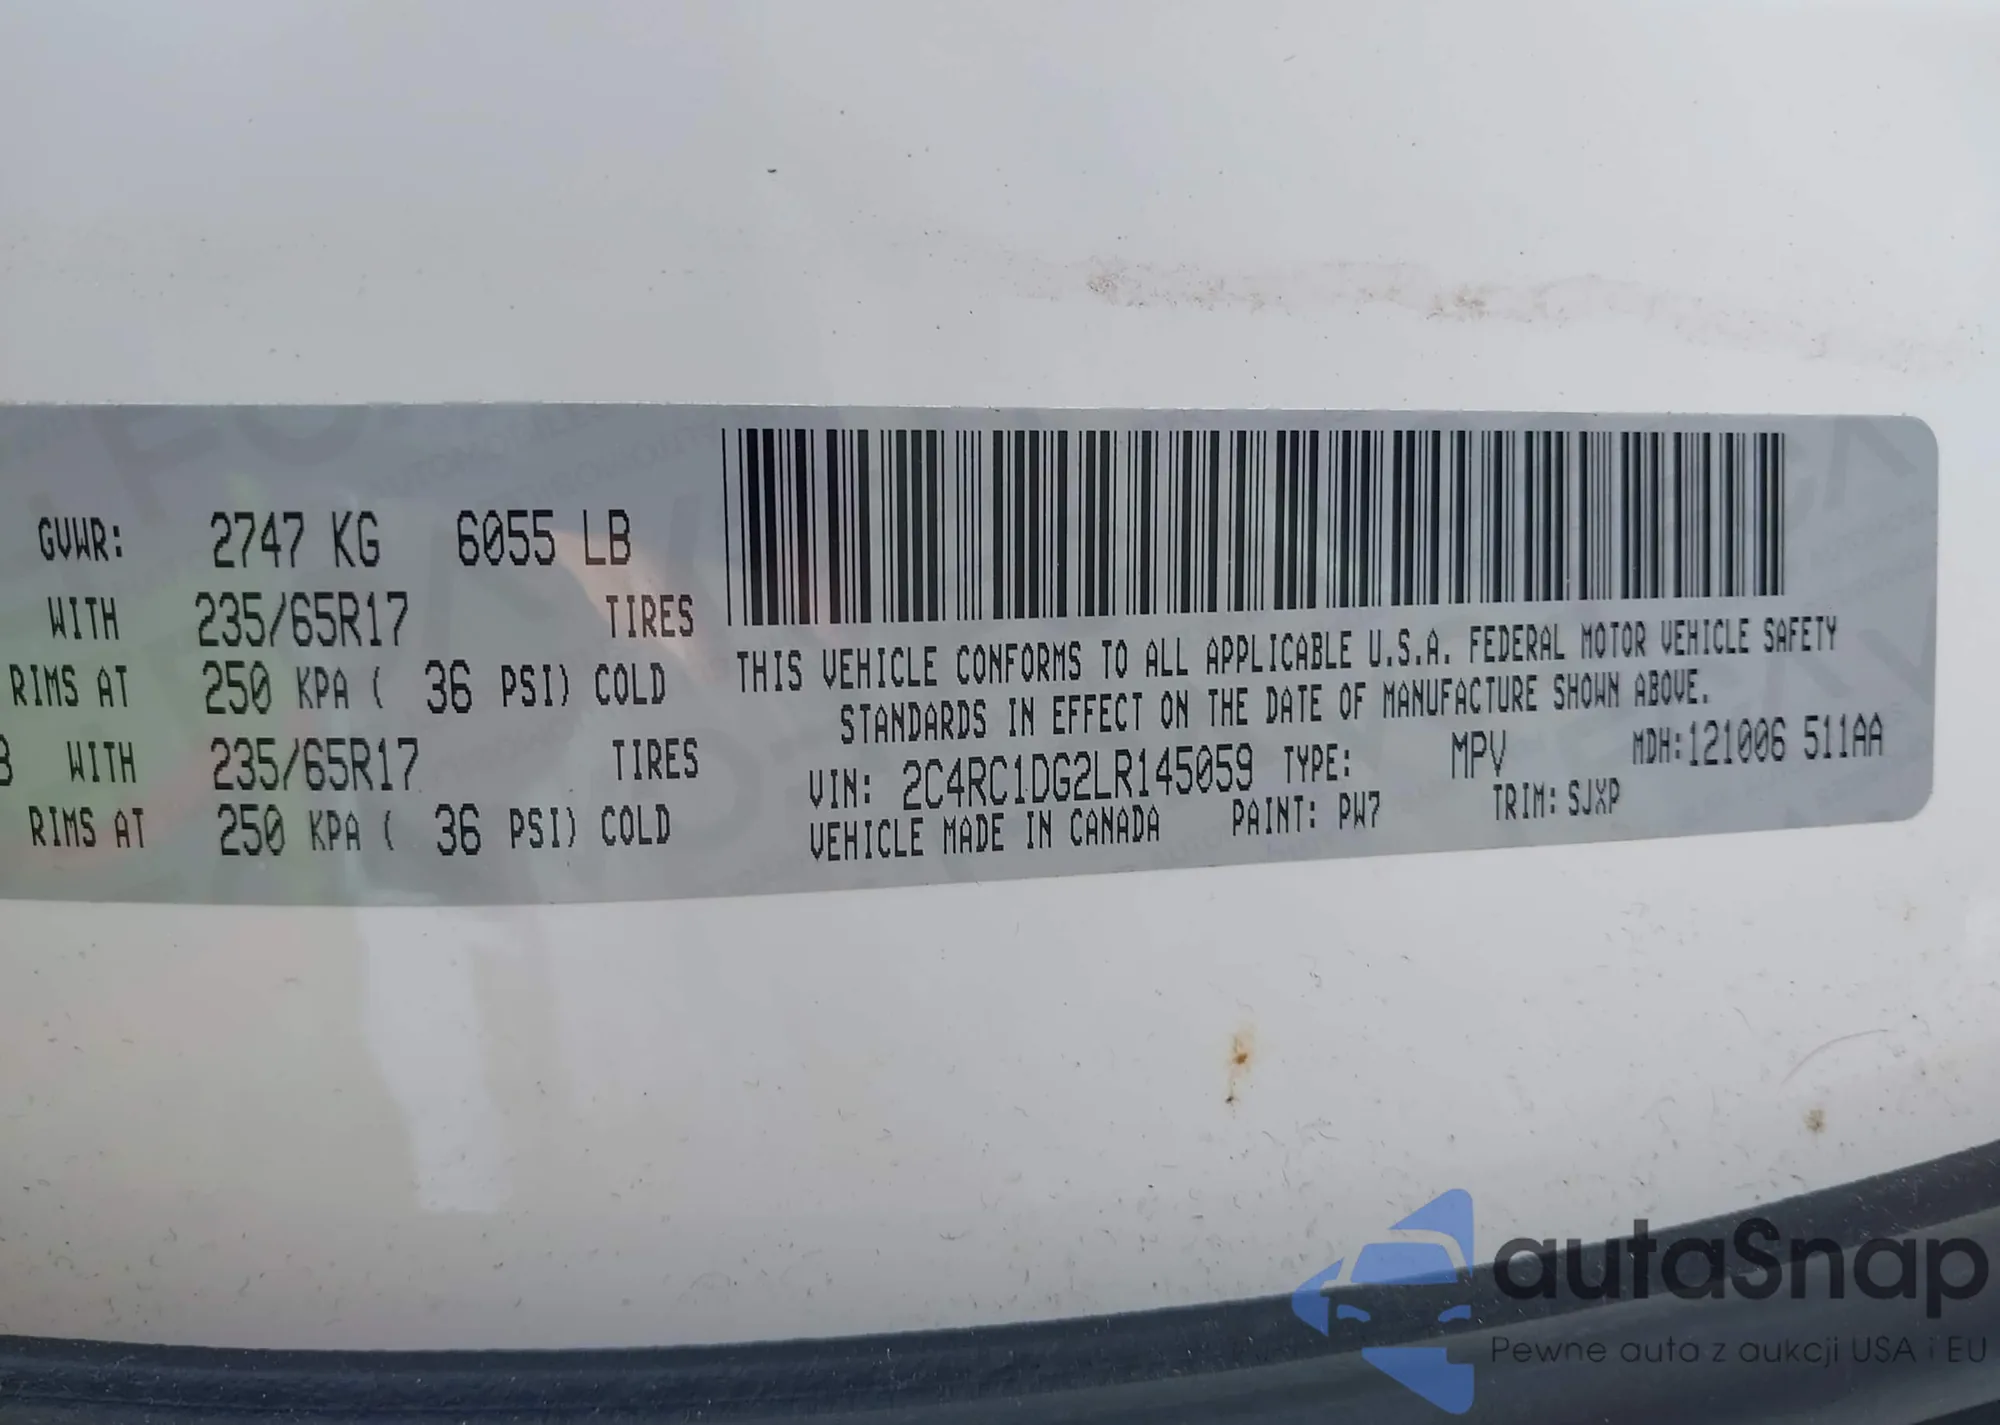 GVWR: 2747 KG 6055 LB
WITH 235/65R17 TIRES
RIMS AT 250 KPA ( 36 PSI) COLD
WITH 235/65R17 TIRES
RIMS AT 250 KPA ( 36 PSI) COLD
THIS VEHICLE CONFORMS TO ALL APPLICABLE U.S.A. FEDERAL MOTOR VEHICLE SAFETY
STANDARDS IN EFFECT ON THE DATE OF MANUFACTURE SHOWN ABOVE.
VIN: 2C4RC1DG2LR145059 TYPE: MPV MDH:121006 511AA
VEHICLE MADE IN CANADA PAINT: PW7 TRIM: SJXP
autaSnap
Pewne auta z aukcji USA i EU